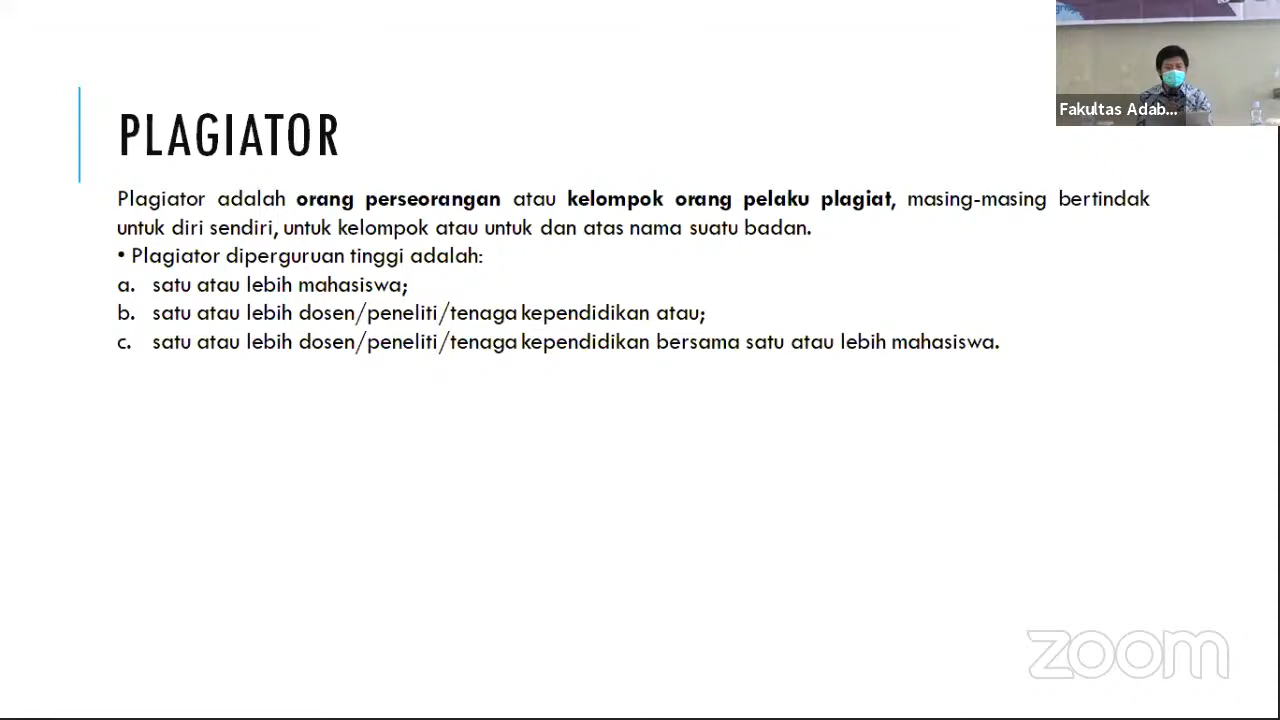 PLAGIATOR
Plagiator adalah orang perseorangan atau kelompok orang pelaku plagiat, masing-masing bertindak
untuk diri sendiri, untuk kelompok atau untuk dan atas nama suatu badan.
• Plagiator diperguruan tinggi adalah:
a. satu atau lebih mahasiswa;
b. satu atau lebih dosen/peneliti/tenaga kependidikan atau;
c. satu atau lebih dosen/peneliti/tenaga kependidikan bersama satu atau lebih mahasiswa.
Fakultas Adab...
zoom